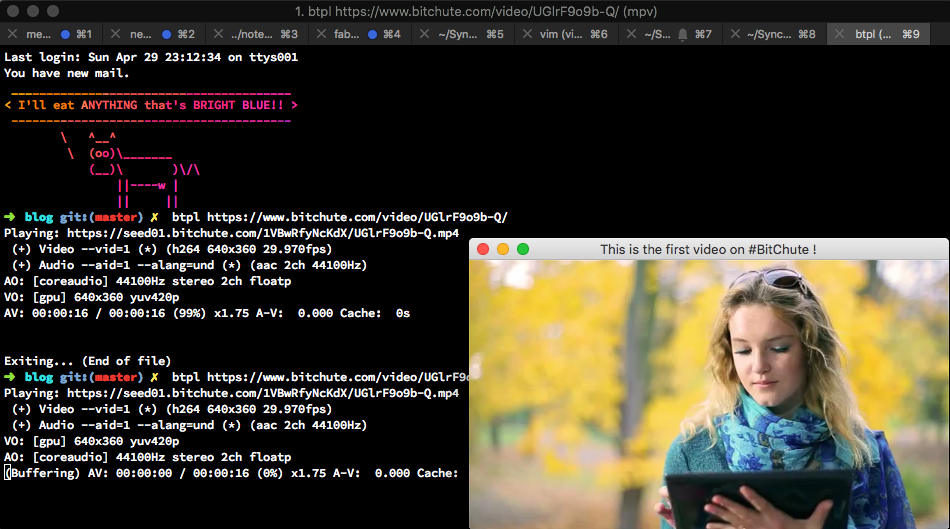 1. btpl https://www.bitchute.com/video/UGlrF9o9b-Q/ (mpv)
me... ⌘1 ne... ⌘2 ../note... ⌘3 fab... ⌘4 ~/Syn... ⌘5 vim (vi... ⌘6 ~/S... ⌘7 ~/Sync... ⌘8 btpl (... ⌘9
Last login: Sun Apr 29 23:12:34 on ttys001
You have new mail.
 _______________________________________
< I'll eat ANYTHING that's BRIGHT BLUE!! >
 ---------------------------------------
        \   ^__^
         \  (oo)\_______
            (__)\       )\/\
                ||----w |
                ||     ||
➜  blog git:(master) ✗  btpl https://www.bitchute.com/video/UGlrF9o9b-Q/
Playing: https://seed01.bitchute.com/1VBwRfyNcKdX/UGlrF9o9b-Q.mp4
 (+) Video --vid=1 (*) (h264 640x360 29.970fps)
 (+) Audio --aid=1 --alang=und (*) (aac 2ch 44100Hz)
AO: [coreaudio] 44100Hz stereo 2ch floatp
VO: [gpu] 640x360 yuv420p
AV: 00:00:16 / 00:00:16 (99%) x1.75 A-V:  0.000 Cache:  0s
This is the first video on #BitChute !
Exiting... (End of file)
➜  blog git:(master) ✗  btpl https://www.bitchute.com/video/UGlrF9
Playing: https://seed01.bitchute.com/1VBwRfyNcKdX/UGlrF9o9b-Q.mp4
 (+) Video --vid=1 (*) (h264 640x360 29.970fps)
 (+) Audio --aid=1 --alang=und (*) (aac 2ch 44100Hz)
VO: [gpu] 640x360 yuv420p
AO: [coreaudio] 44100Hz stereo 2ch floatp
(Buffering) AV: 00:00:00 / 00:00:16 (0%) x1.75 A-V:  0.000 Cache: